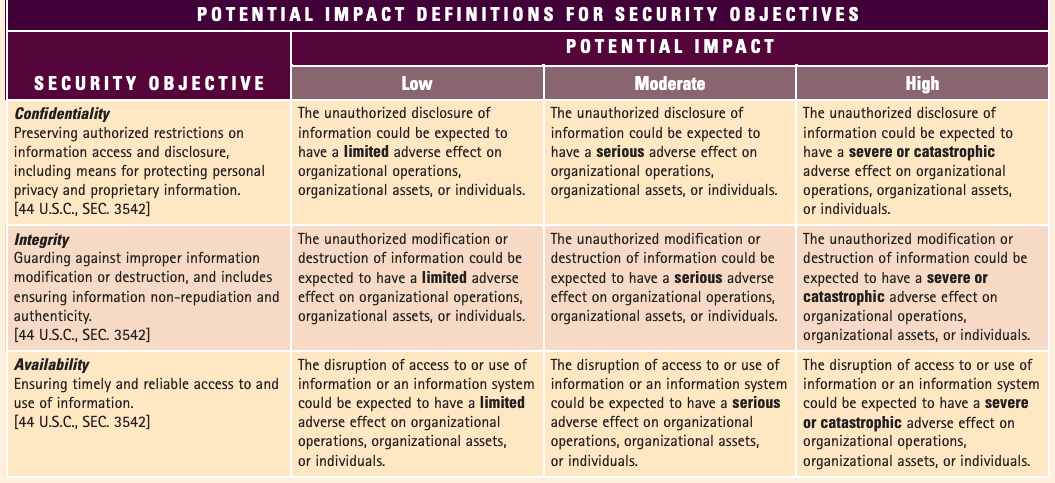 POTENTIAL IMPACT DEFINITIONS FOR SECURITY OBJECTIVES
POTENTIAL IMPACT
SECURITY OBJECTIVE
Low
Moderate
High
Confidentiality
Preserving authorized restrictions on
information access and disclosure,
including means for protecting personal
privacy and proprietary information.
[44 U.S.C., SEC. 3542]
The unauthorized disclosure of
information could be expected to
have a limited adverse effect on
organizational operations,
organizational assets, or individuals.
The unauthorized disclosure of
information could be expected to
have a serious adverse effect on
organizational operations,
organizational assets, or individuals.
The unauthorized disclosure of
information could be expected to
have a severe or catastrophic
adverse effect on organizational
operations, organizational assets,
or individuals.
Integrity
Guarding against improper information
modification or destruction, and includes
ensuring information non-repudiation and
authenticity.
[44 U.S.C., SEC. 3542]
The unauthorized modification or
destruction of information could be
expected to have a limited adverse
effect on organizational operations,
organizational assets, or individuals.
The unauthorized modification or
destruction of information could be
expected to have a serious adverse
effect on organizational operations,
organizational assets, or individuals.
The unauthorized modification or
destruction of information could be
expected to have a severe or
catastrophic adverse effect on
organizational operations,
organizational assets, or individuals.
Availability
Ensuring timely and reliable access to and
use of information.
[44 U.S.C., SEC. 3542]
The disruption of access to or use of
information or an information system
could be expected to have a limited
adverse effect on organizational
operations, organizational assets,
or individuals.
The disruption of access to or use of
information or an information system
could be expected to have a serious
adverse effect on organizational
operations, organizational assets,
or individuals.
The disruption of access to or use of
information or an information system
could be expected to have a severe
or catastrophic adverse effect on
organizational operations,
organizational assets, or individuals.